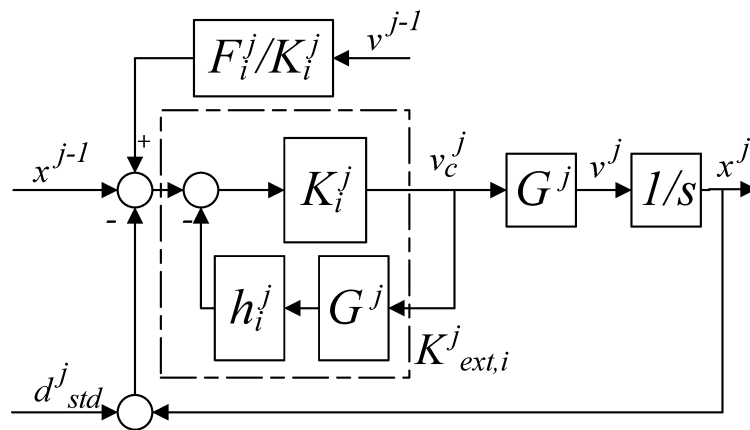 F_i^j/K_i^j
v^{j-1}
+
x^{j-1}
-
-
K_i^j
v_c^j
G^j
v^j
1/s
x^j
h_i^j
G^j
K^j_{ext,i}
d^j_{std}